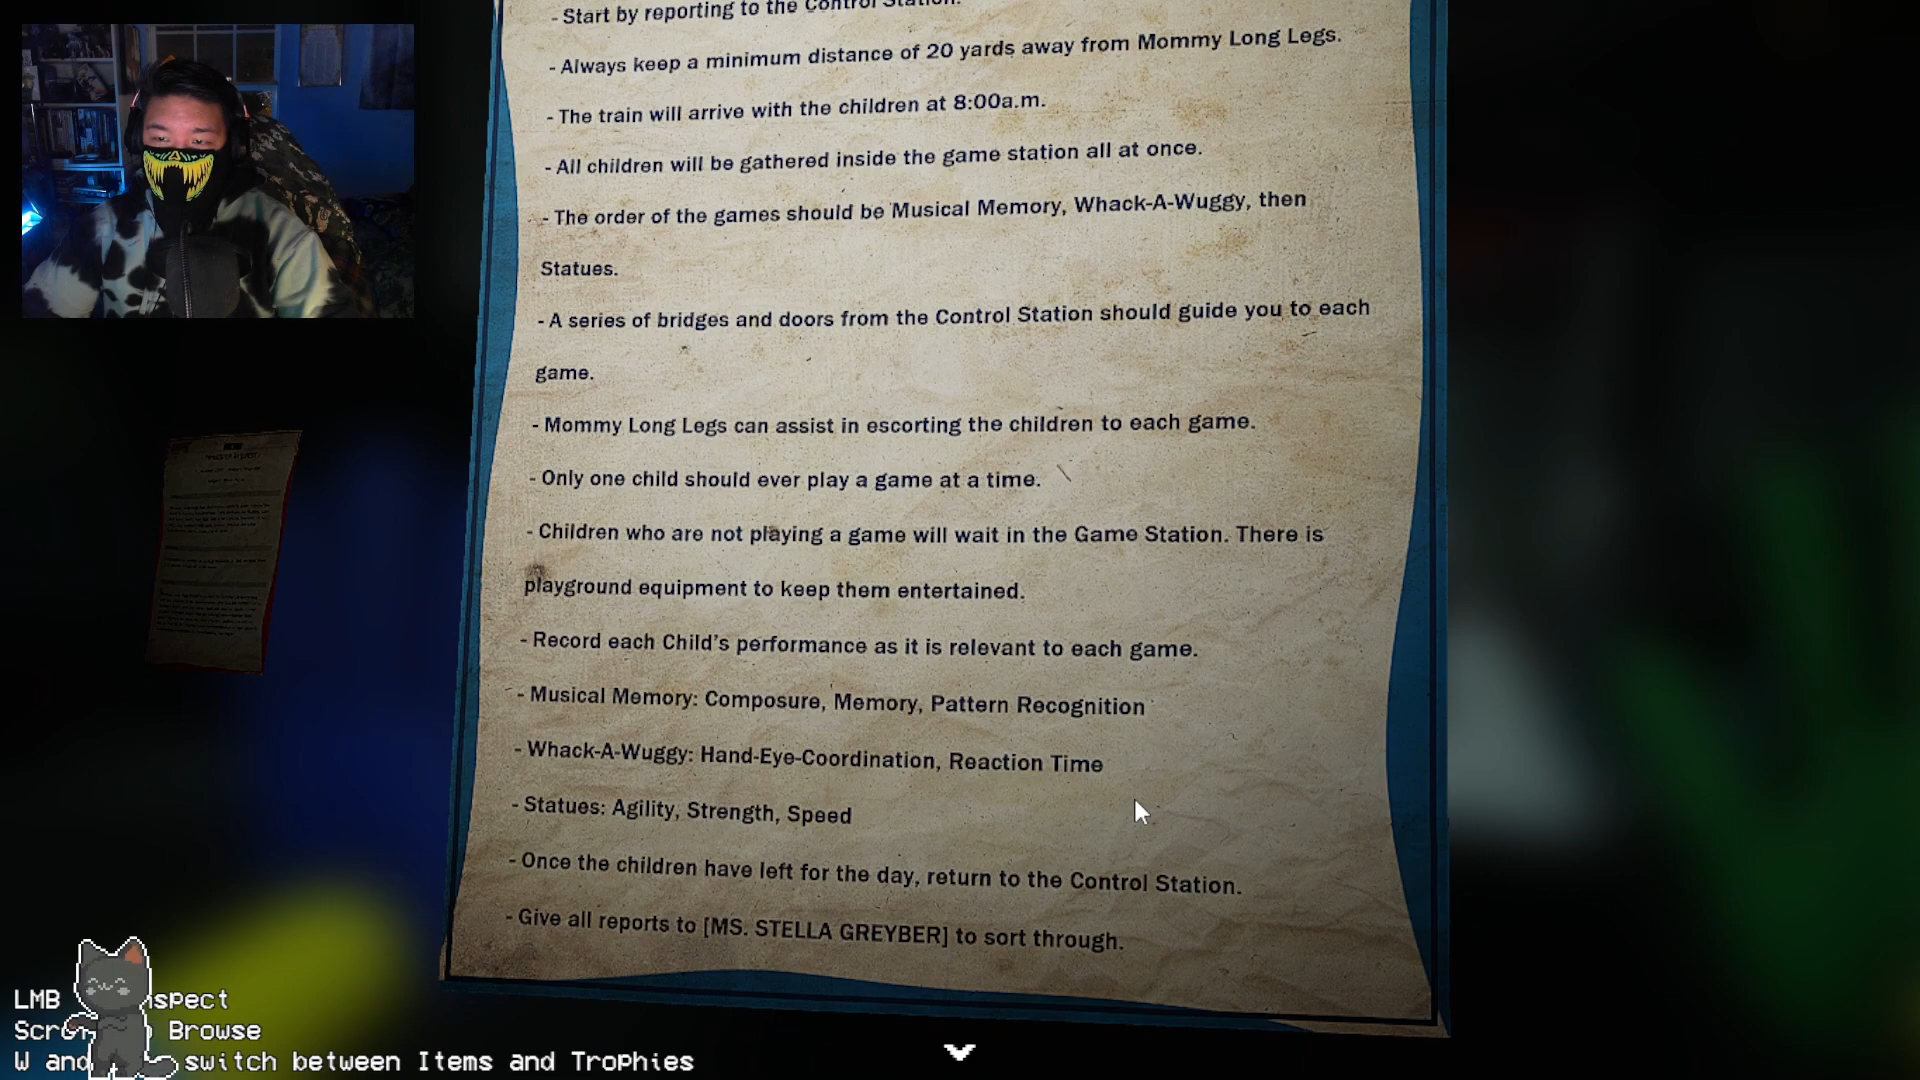 - Start by reporting to the Control Station.
- Always keep a minimum distance of 20 yards away from Mommy Long Legs.
- The train will arrive with the children at 8:00a.m.
- All children will be gathered inside the game station all at once.
- The order of the games should be Musical Memory, Whack-A-Wuggy, then
Statues.
- A series of bridges and doors from the Control Station should guide you to each
game.
- Mommy Long Legs can assist in escorting the children to each game.
- Only one child should ever play a game at a time.
- Children who are not playing a game will wait in the Game Station. There is
playground equipment to keep them entertained.
- Record each Child's performance as it is relevant to each game.
- Musical Memory: Composure, Memory, Pattern Recognition
- Whack-A-Wuggy: Hand-Eye-Coordination, Reaction Time
- Statues: Agility, Strength, Speed
- Once the children have left for the day, return to the Control Station.
- Give all reports to [MS. STELLA GREYBER] to sort through.
LMB spect
Scro Browse
W and switch between Items and Trophies